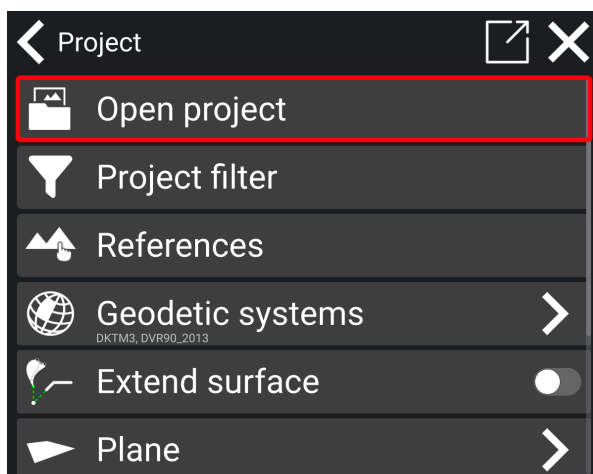 Project
Open project
Project filter
References
Geodetic systems
DKTM3, DVR90_2013
Extend surface
Plane